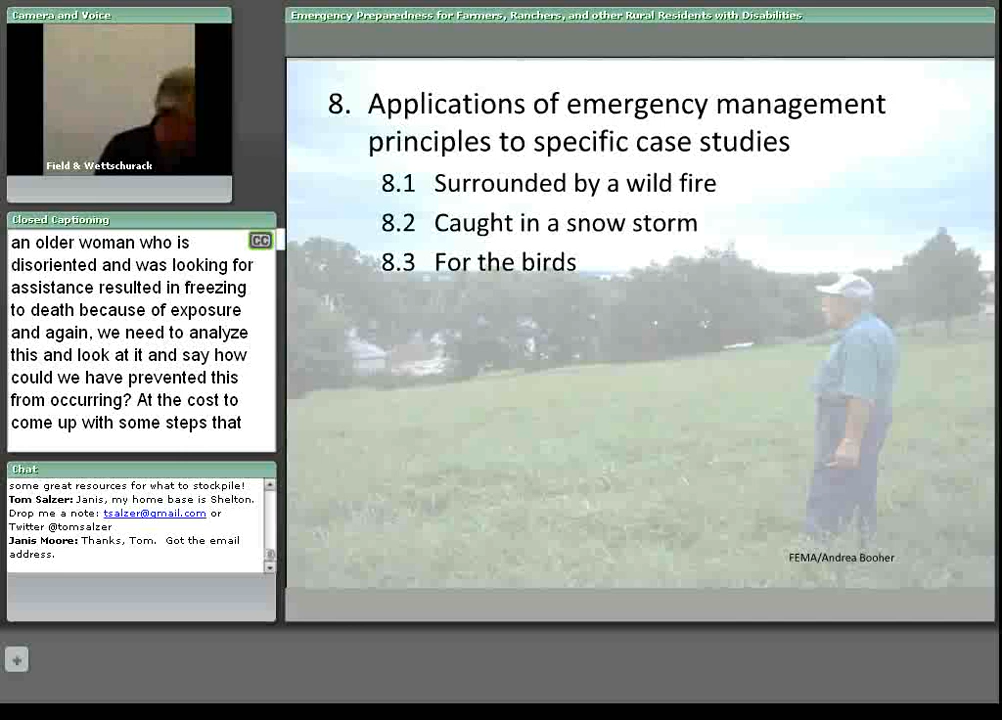 Camera and Voice
Field & Wettschurack
Closed Captioning
CC
an older woman who is
disoriented and was looking for
assistance resulted in freezing
to death because of exposure
and again, we need to analyze
this and look at it and say how
could we have prevented this
from occurring? At the cost to
come up with some steps that
Chat
some great resources for what to stockpile!
Tom Salzer: Janis, my home base is Shelton.
Drop me a note: tsalzer@gmail.com or
Twitter @tomsalzer
Janis Moore: Thanks, Tom. Got the email
address.
Emergency Preparedness for Farmers, Ranchers, and other Rural Residents with Disabilities
8. Applications of emergency management
principles to specific case studies
8.1 Surrounded by a wild fire
8.2 Caught in a snow storm
8.3 For the birds
FEMA/Andrea Booher